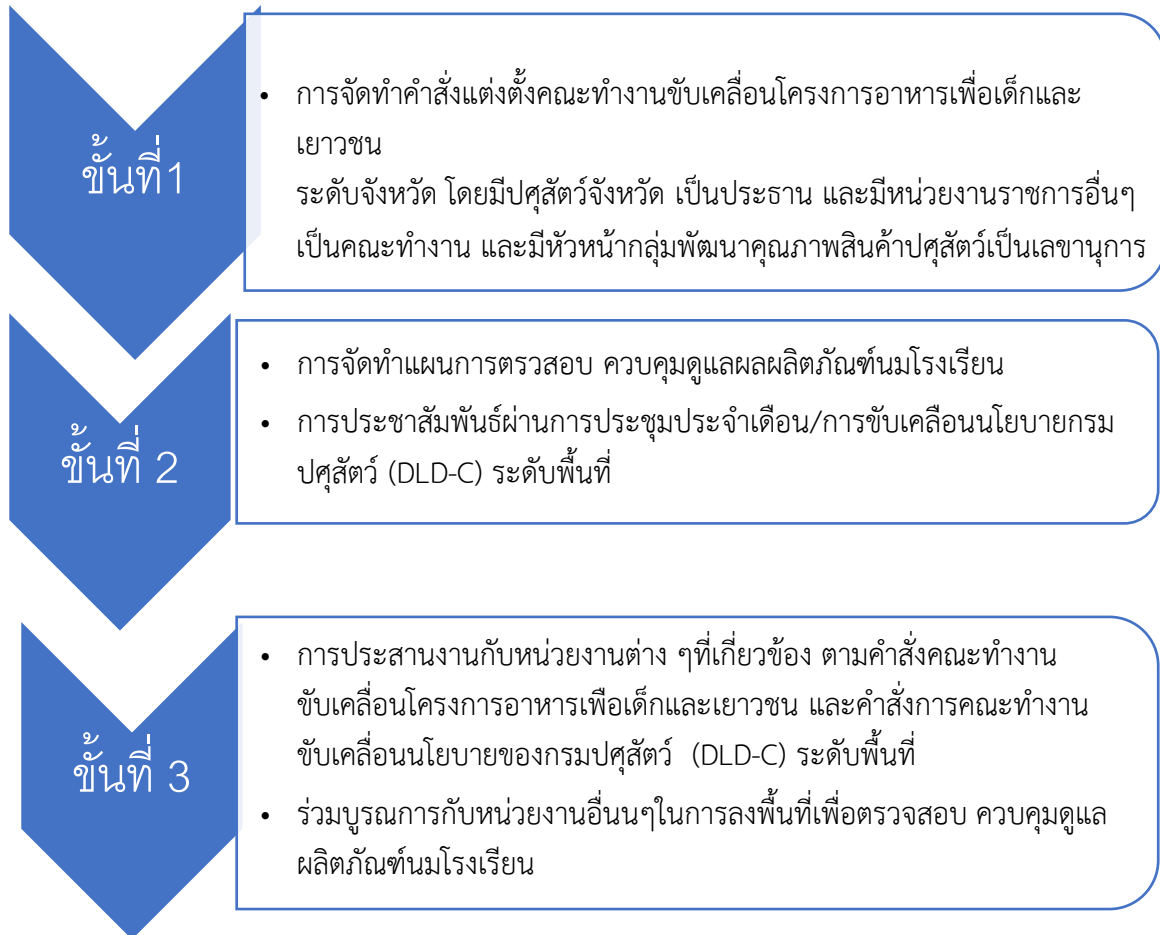 ขั้นที่1
• การจัดทำคำสั่งแต่งตั้งคณะทำงานขับเคลื่อนโครงการอาหารเพื่อเด็กและ
เยาวชน
ระดับจังหวัด โดยมีปศุสัตว์จังหวัด เป็นประธาน และมีหน่วยงานราชการอื่นๆ
เป็นคณะทำงาน และมีหัวหน้ากลุ่มพัฒนาคุณภาพสินค้าปศุสัตว์เป็นเลขานุการ
ขั้นที่ 2
• การจัดทำแผนการตรวสอบ ควบคุมดูแลผลผลิตภัณฑ์นมโรงเรียน
• การประชาสัมพันธ์ผ่านการประชุมประจำเดือน/การขับเคลือนนโยบายกรม
ปศุสัตว์ (DLD-C) ระดับพื้นที่
ขั้นที่ 3
• การประสานงานกับหน่วยงานต่าง ๆที่เกี่ยวข้อง ตามคำสั่งคณะทำงาน
ขับเคลื่อนโครงการอาหารเพือเด็กและเยาวชน และคำสั่งการคณะทำงาน
ขับเคลื่อนนโยบายของกรมปศุสัตว์ (DLD-C) ระดับพื้นที่
• ร่วมบูรณการกับหน่วยงานอื่นนๆในการลงพื้นที่เพื่อตรวจสอบ ควบคุมดูแล
ผลิตภัณฑ์นมโรงเรียน